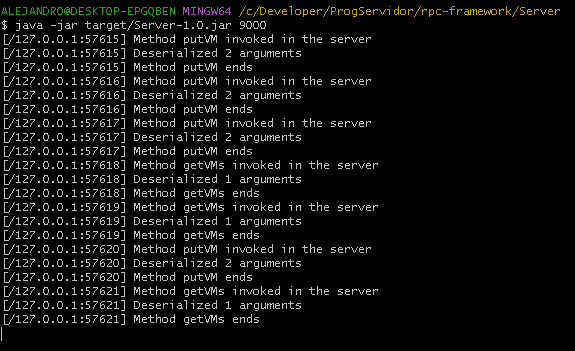 ALEJANDRO@DESKTOP-EPGQBEN MINGW64 /c/Developer/ProgServidor/rpc-framework/Server
$ java -jar target/Server-1.0.jar 9000
[/127.0.0.1:57615] Method putVM invoked in the server
[/127.0.0.1:57615] Deserialized 2 arguments
[/127.0.0.1:57615] Method putVM ends
[/127.0.0.1:57616] Method putVM invoked in the server
[/127.0.0.1:57616] Deserialized 2 arguments
[/127.0.0.1:57616] Method putVM ends
[/127.0.0.1:57617] Method putVM invoked in the server
[/127.0.0.1:57617] Deserialized 2 arguments
[/127.0.0.1:57617] Method putVM ends
[/127.0.0.1:57618] Method getVMs invoked in the server
[/127.0.0.1:57618] Deserialized 1 arguments
[/127.0.0.1:57618] Method getVMs ends
[/127.0.0.1:57619] Method getVMs invoked in the server
[/127.0.0.1:57619] Deserialized 1 arguments
[/127.0.0.1:57619] Method getVMs ends
[/127.0.0.1:57620] Method putVM invoked in the server
[/127.0.0.1:57620] Deserialized 2 arguments
[/127.0.0.1:57620] Method putVM ends
[/127.0.0.1:57621] Method getVMs invoked in the server
[/127.0.0.1:57621] Deserialized 1 arguments
[/127.0.0.1:57621] Method getVMs ends